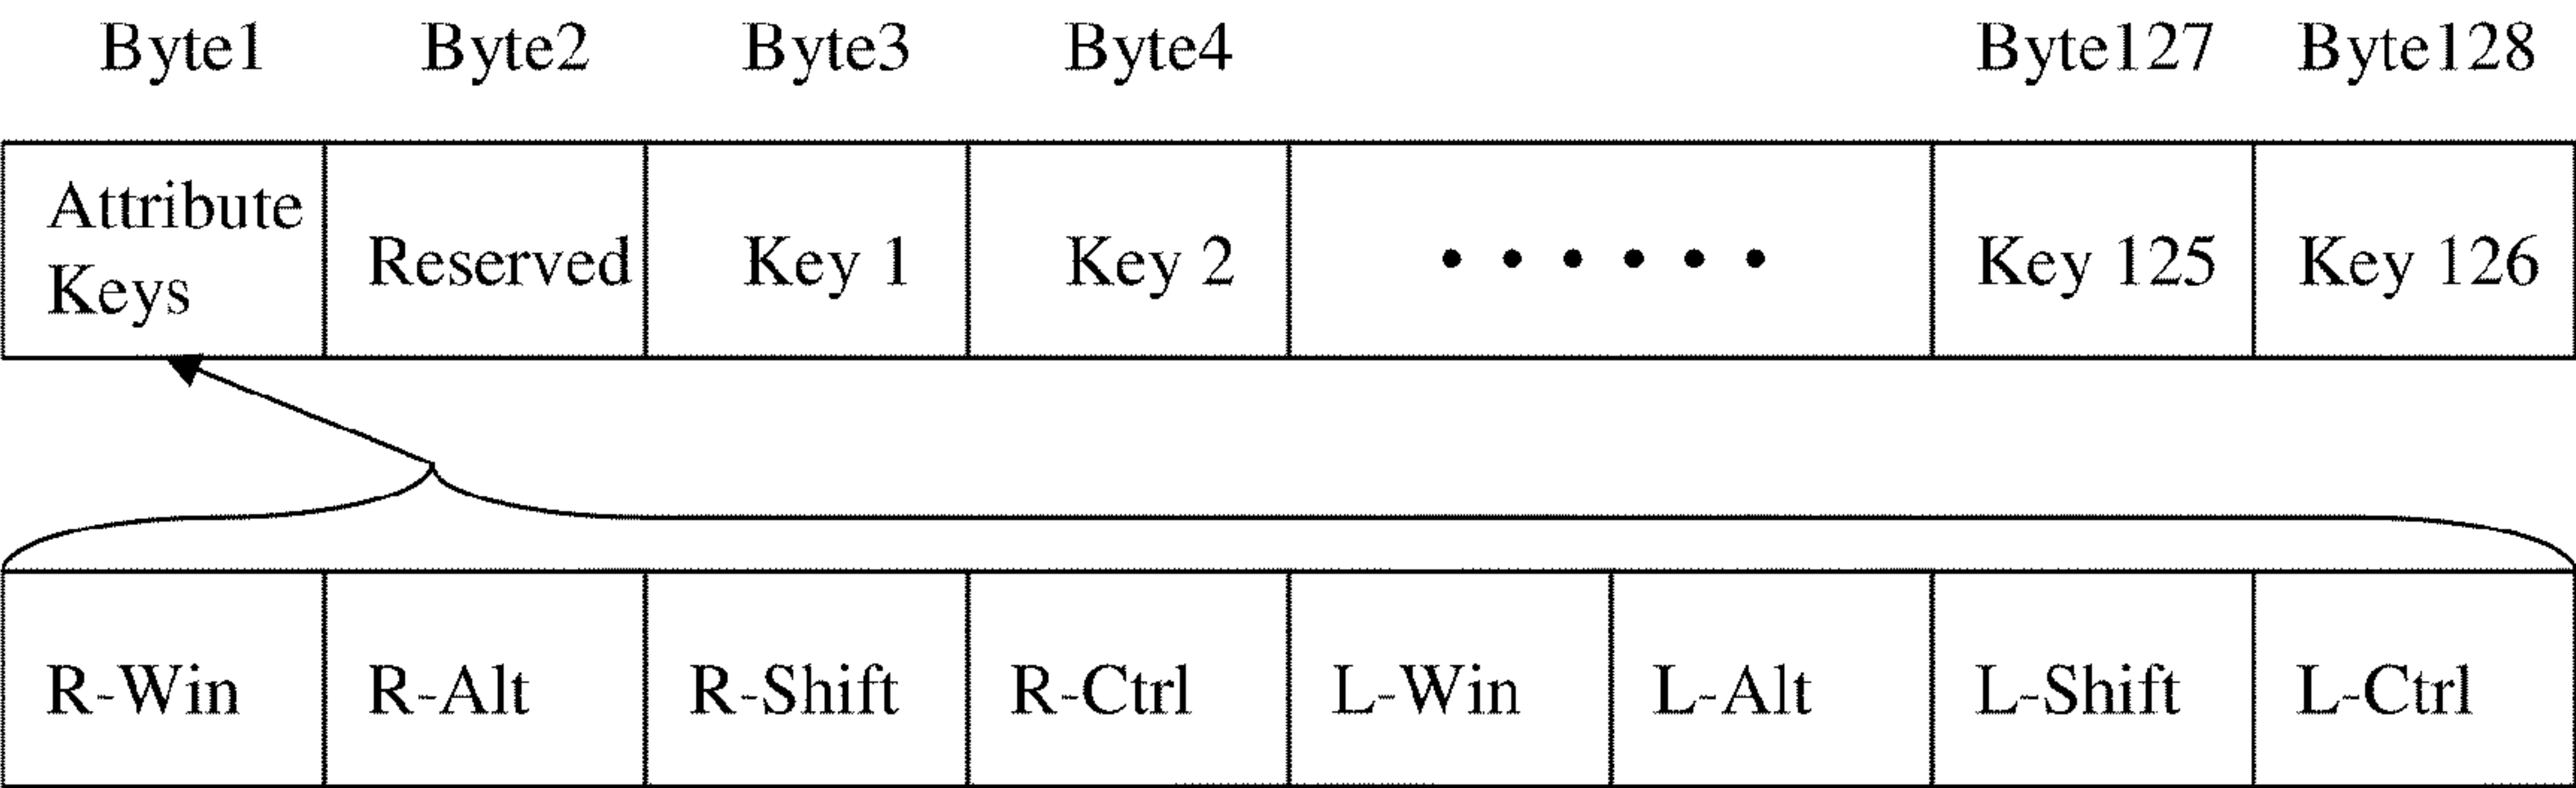 Byte1 Byte2 Byte3 Byte4 Byte127 Byte128
Attribute
Keys Reserved Key 1 Key 2 ...... Key 125 Key 126
R-Win R-Alt R-Shift R-Ctrl L-Win L-Alt L-Shift L-Ctrl